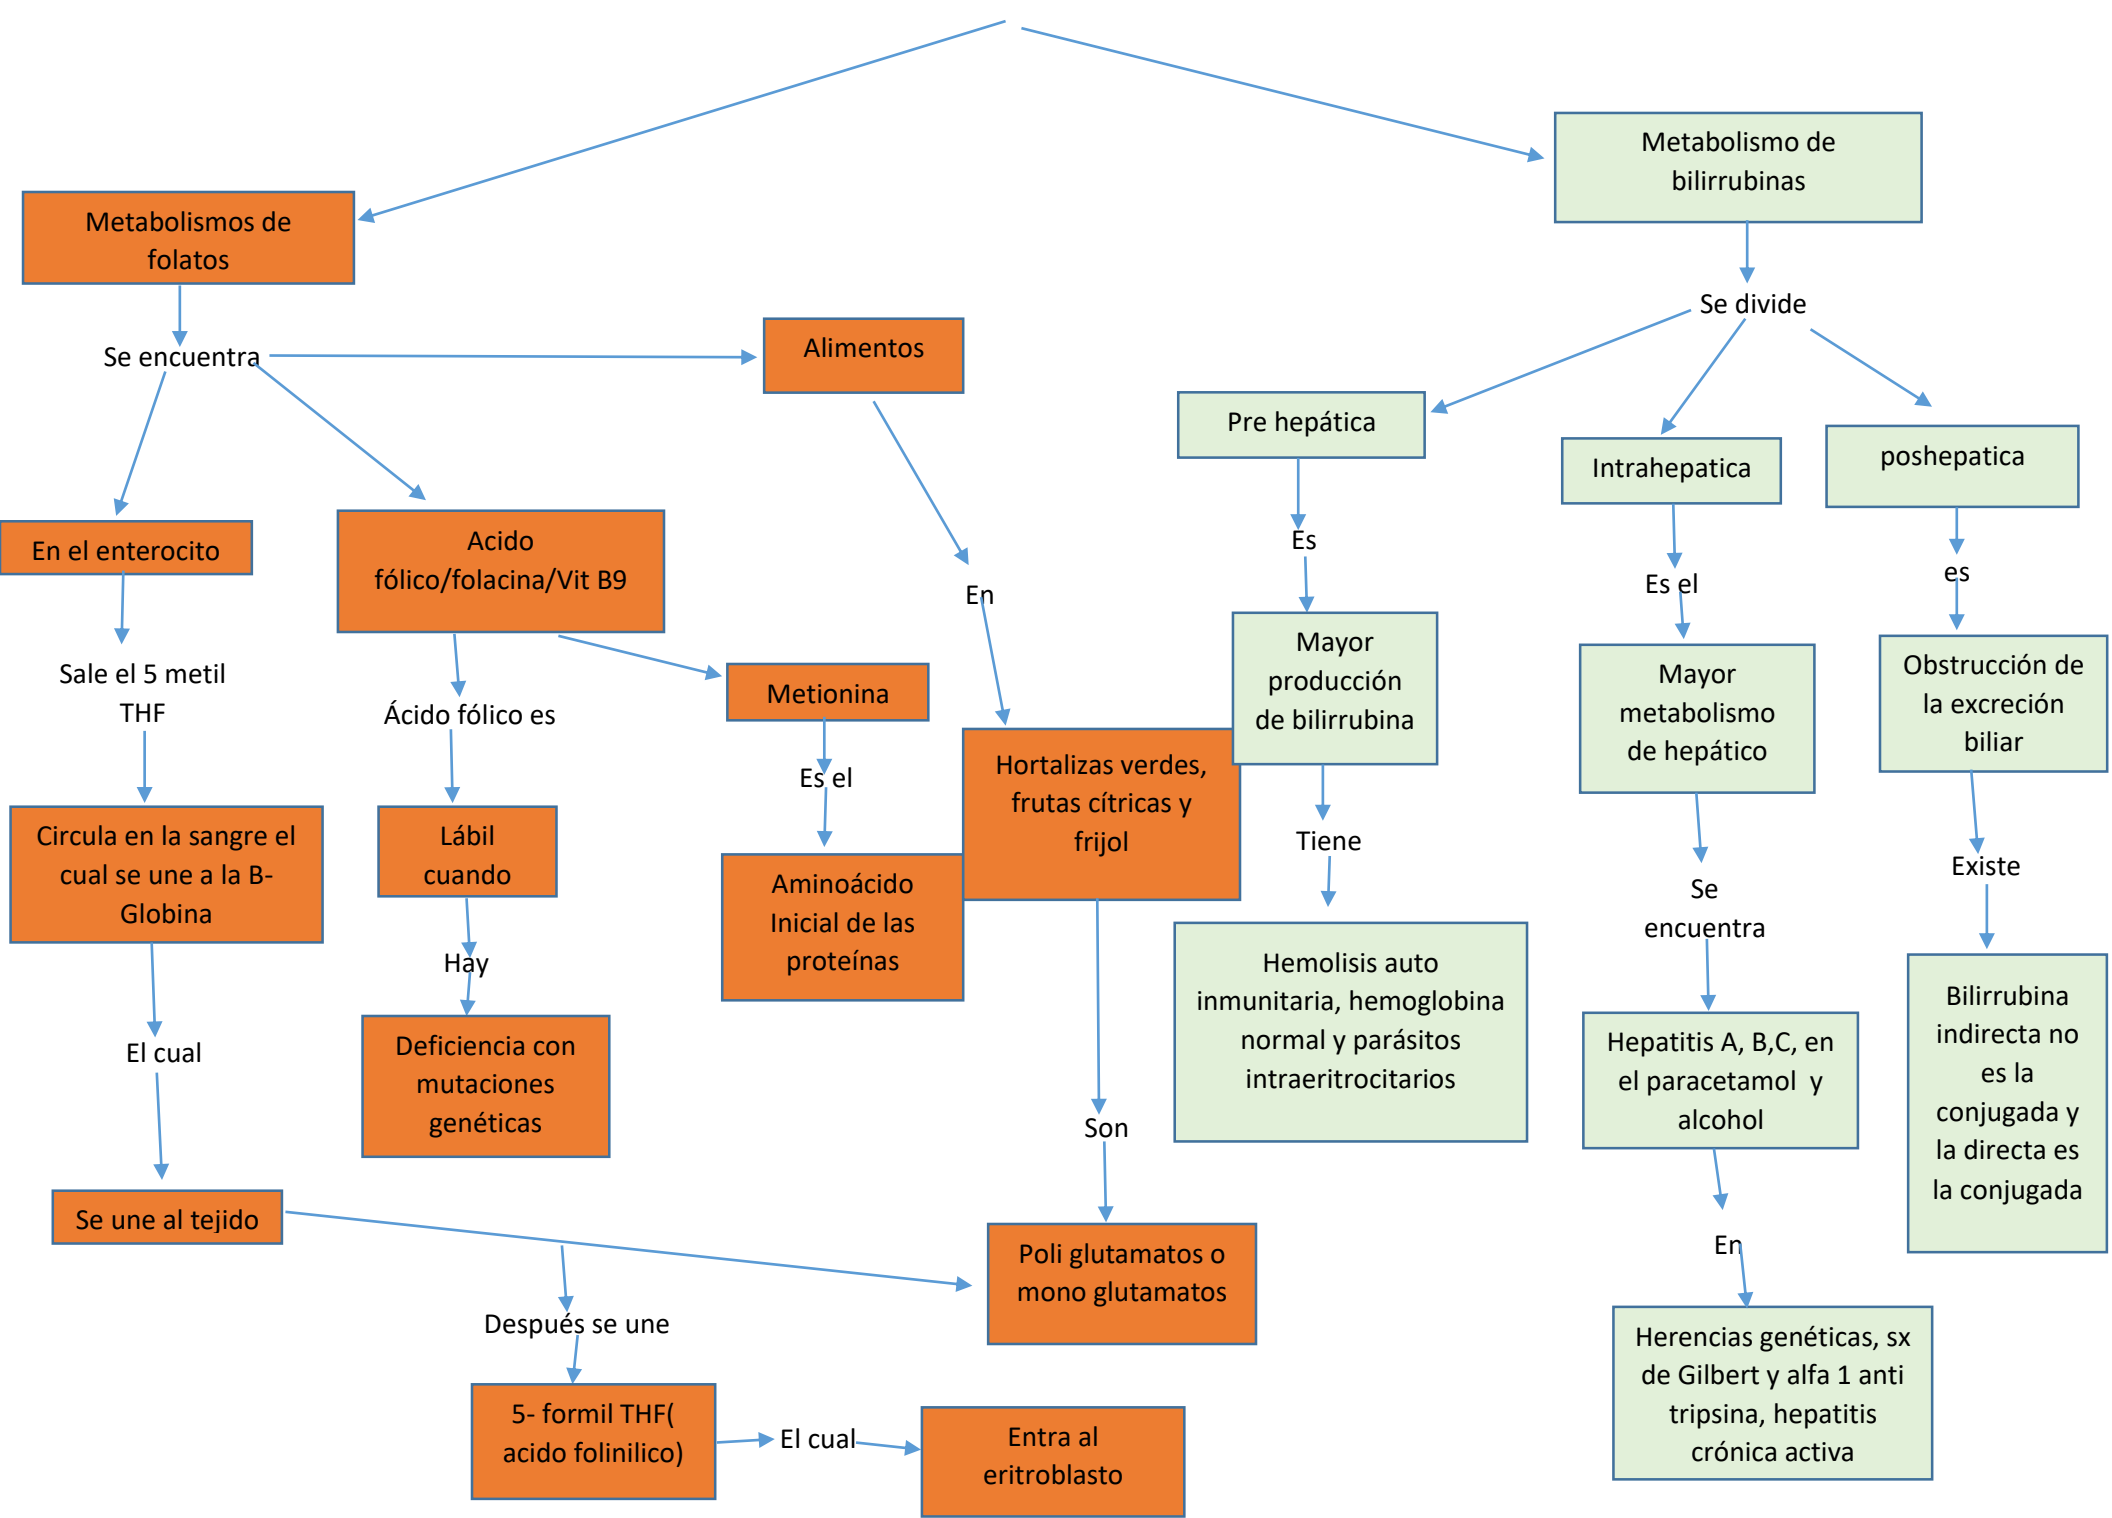 Metabolismo de
bilirrubinas
Metabolismos de
folatos
Se divide
Se encuentra
Alimentos
Pre hepática
Intrahepatica
poshepatica
En el enterocito
Acido
fólico/folacina/Vit B9
En
Es
Es el
es
Sale el 5 metil
THF
Ácido fólico es
Metionina
Mayor
producción
de bilirrubina
Mayor
metabolismo
de hepático
Obstrucción de
la excreción
biliar
Es el
Hortalizas verdes,
frutas cítricas y
frijol
Circula en la sangre el
cual se une a la B-
Globina
Lábil
cuando
Aminoácido
Inicial de las
proteínas
Tiene
Se
encuentra
Existe
Hay
Hemolisis auto
inmunitaria, hemoglobina
normal y parásitos
intraeritrocitarios
Bilirrubina
indirecta no
es la
conjugada y
la directa es
la conjugada
El cual
Deficiencia con
mutaciones
genéticas
Hepatitis A, B,C, en
el paracetamol y
alcohol
Son
Se une al tejido
Poli glutamatos o
mono glutamatos
En
Después se une
Herencias genéticas, sx
de Gilbert y alfa 1 anti
tripsina, hepatitis
crónica activa
5- formil THF(
acido folinilico)
El cual
Entra al
eritroblasto